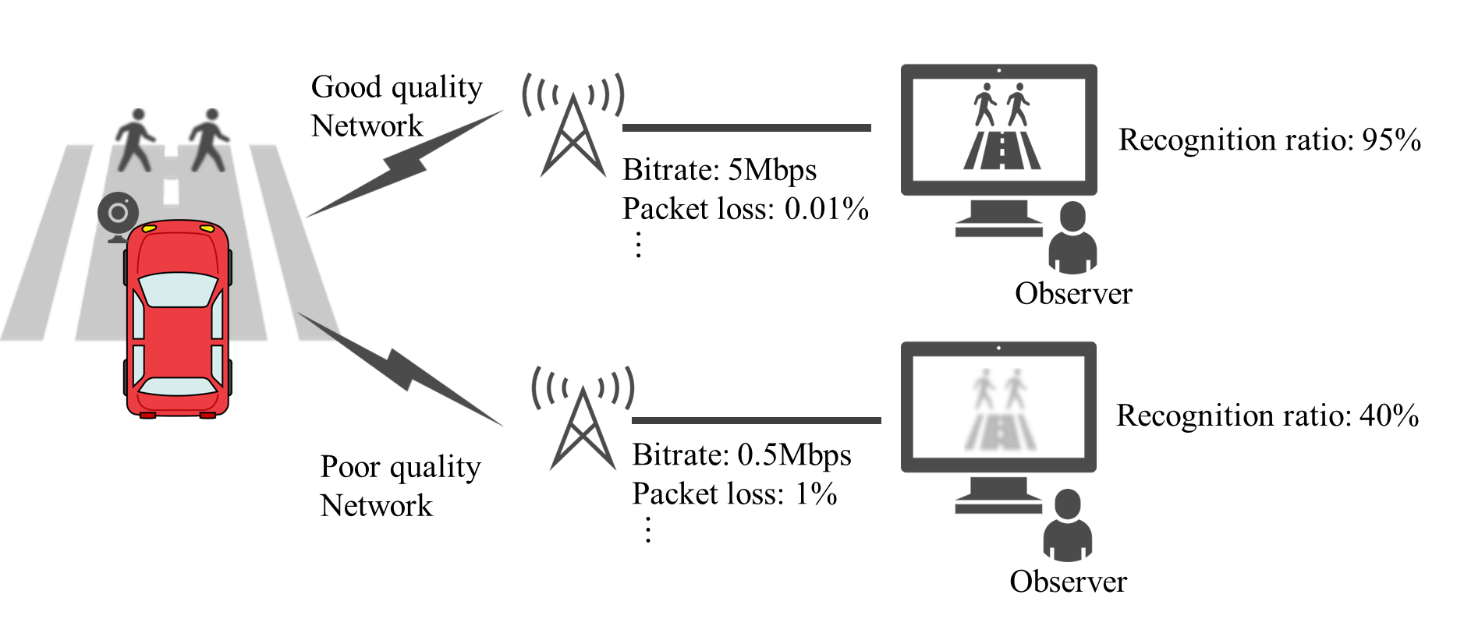 Good quality
Network
Bitrate: 5Mbps
Packet loss: 0.01%
⋮
Recognition ratio: 95%
Observer
Poor quality
Network
Bitrate: 0.5Mbps
Packet loss: 1%
⋮
Recognition ratio: 40%
Observer